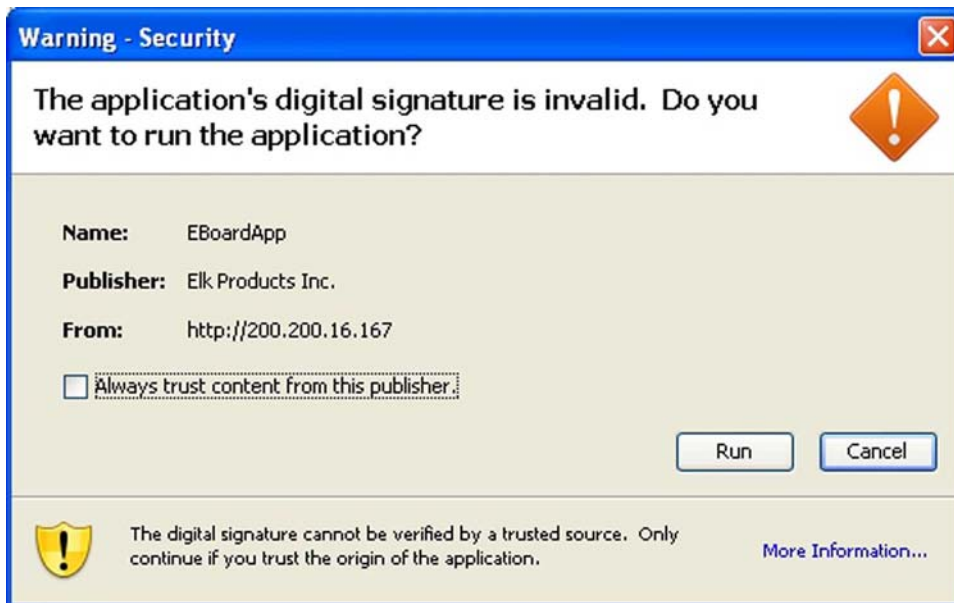 Warning - Security
The application's digital signature is invalid.  Do you
want to run the application?
Name: EBoardApp
Publisher: Elk Products Inc.
From: http://200.200.16.167
Always trust content from this publisher.
Run Cancel
The digital signature cannot be verified by a trusted source.  Only
continue if you trust the origin of the application.
More Information...